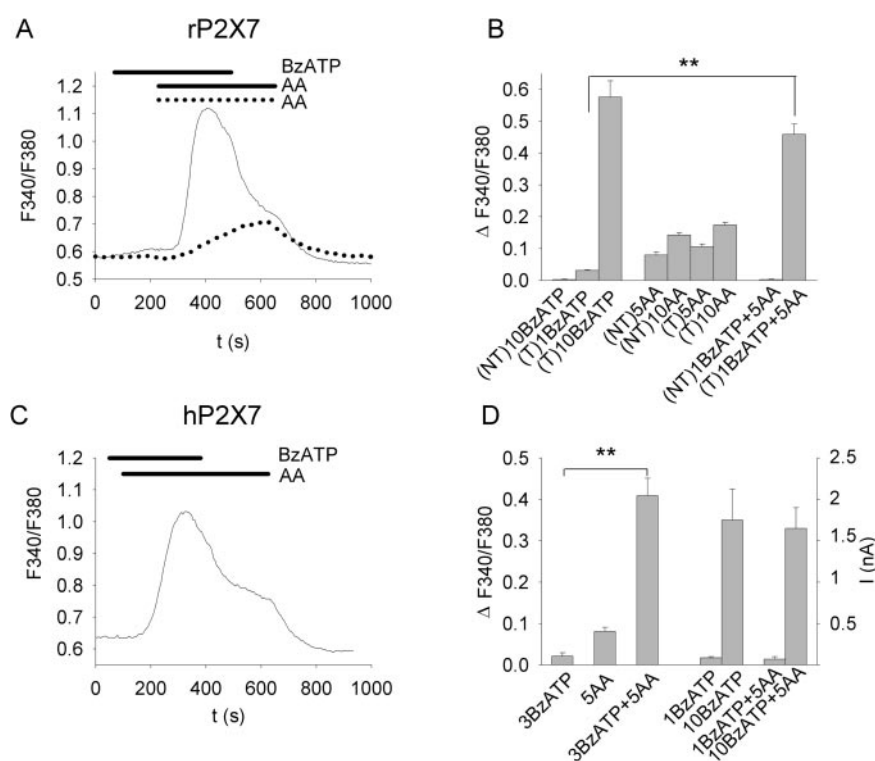 A
rP2X7
BzATP
AA
AA
1.2
1.1
1.0
0.9
0.8
0.7
0.6
0.5
F340/F380
0 200 400 600 800 1000
t (s)
B
**
0.6
0.5
0.4
0.3
0.2
0.1
0.0
Δ F340/F380
(NT)10BzATP
(T)1BzATP
(T)10BzATP
(NT)5AA
(NT)10AA
(T)5AA
(T)10AA
(NT)1BzATP+5AA
(T)1BzATP+5AA
C
hP2X7
BzATP
AA
1.2
1.1
1.0
0.9
0.8
0.7
0.6
F340/F380
0 200 400 600 800 1000
t (s)
D
**
0.5
0.4
0.3
0.2
0.1
0.0
Δ F340/F380
2.5
2
1.5
1
0.5
I (nA)
3BzATP
5AA
3BzATP+5AA
1BzATP
10BzATP
1BzATP+5AA
10BzATP+5AA